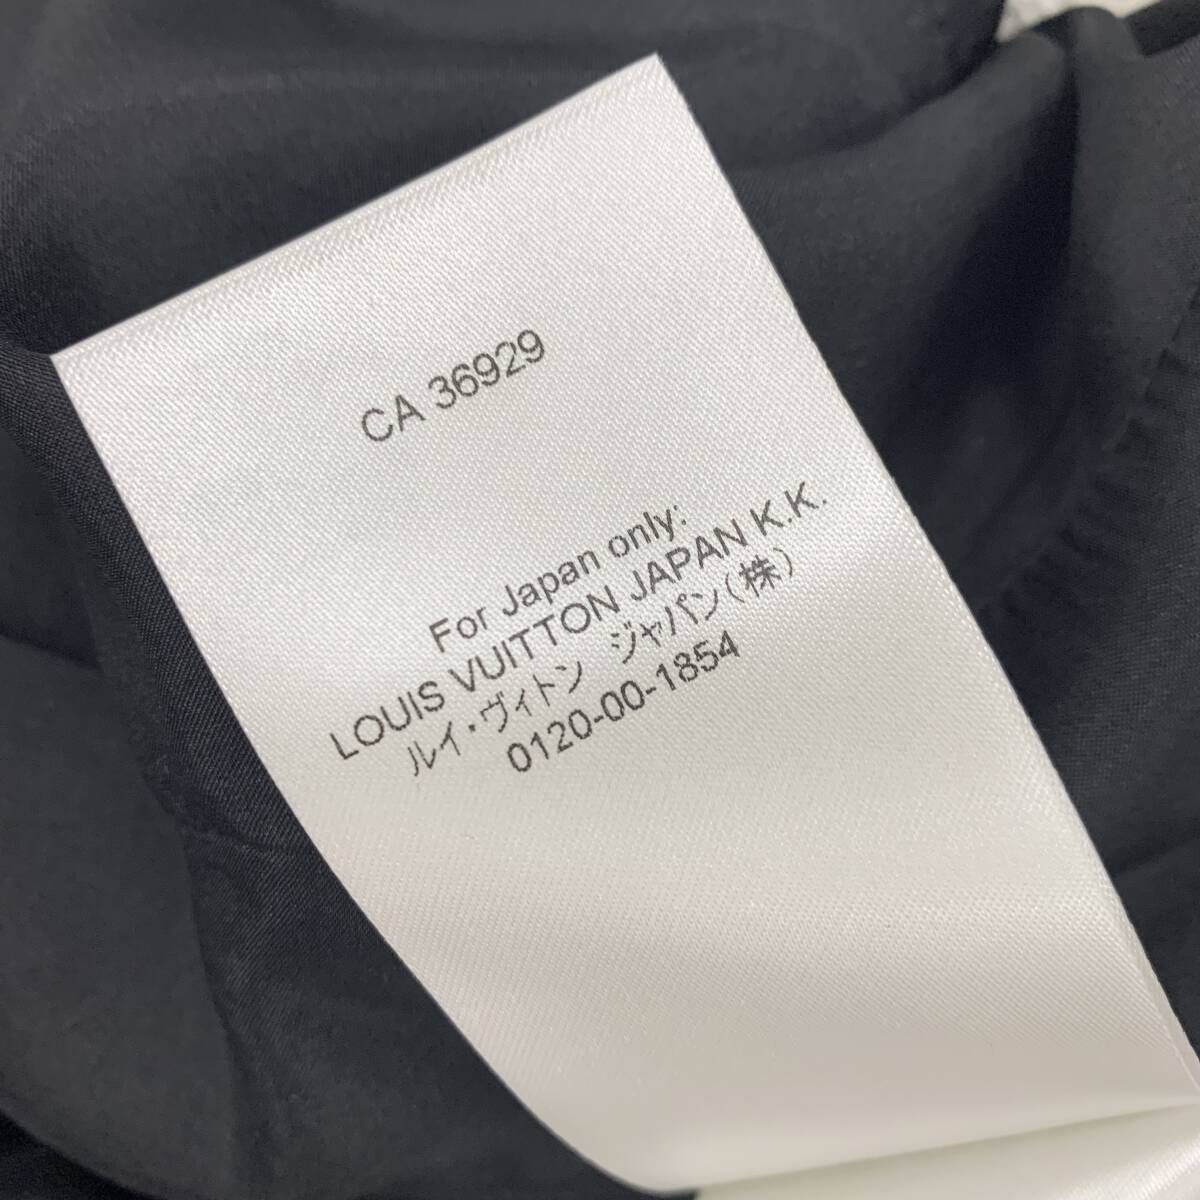 CA 36929
For Japan only:
LOUIS VUITTON JAPAN K.K.
ルイ・ヴィトン ジャパン(株)
0120-00-1854